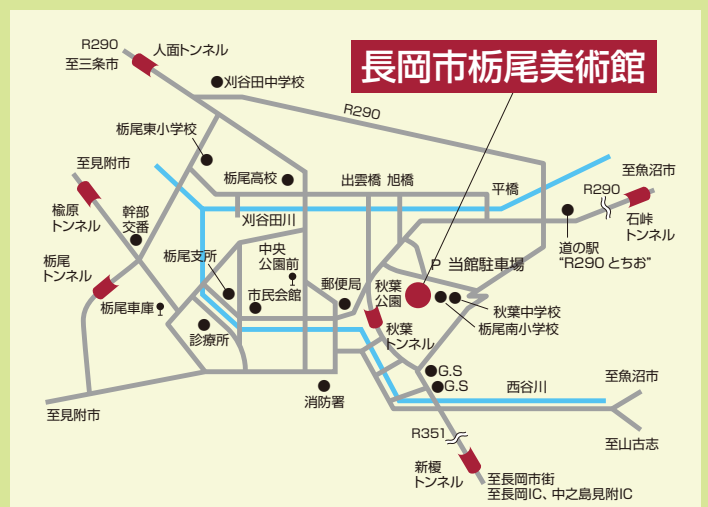 R290
至三条市
人面トンネル
長岡市栃尾美術館
刈谷田中学校
R290
栃尾東小学校
至見附市
栃尾高校
出雲橋
旭橋
平橋
至魚沼市
R290
楡原
トンネル
幹部
交番
刈谷田川
石峠
トンネル
道の駅
“R290 とちお”
栃尾支所
中央
公園前
P 当館駐車場
栃尾
トンネル
市民会館
郵便局
秋葉
公園
秋葉中学校
栃尾車庫
栃尾南小学校
診療所
秋葉
トンネル
G.S
G.S
至魚沼市
西谷川
消防署
至見附市
R351
至山古志
新榎
トンネル
至長岡市街
至長岡IC、中之島見附IC